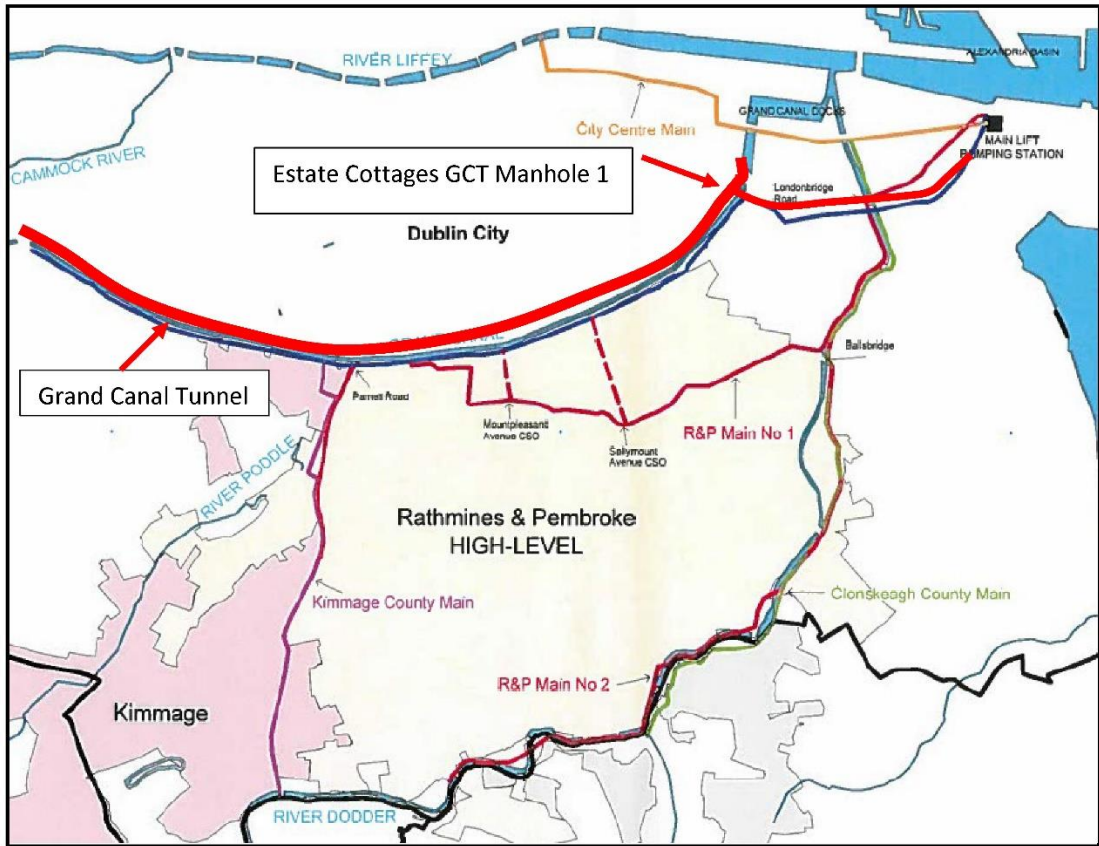 RIVER LIFFEY
ALEXANDRIA BASIN
GRAND CANAL DOCKS
City Centre Main
MAIN LIFT
PUMPING STATION
CAMMOCK RIVER
Estate Cottages GCT Manhole 1
Londonbridge
Road
Dublin City
Grand Canal Tunnel
Parnell Road
Ballsbridge
Mountpleasant
Avenue CSO
Sallymount
Avenue CSO
R&P Main No 1
RIVER PODDLE
Rathmines & Pembroke
HIGH-LEVEL
Kimmage County Main
Clonskeagh County Main
R&P Main No 2
Kimmage
RIVER DODDER